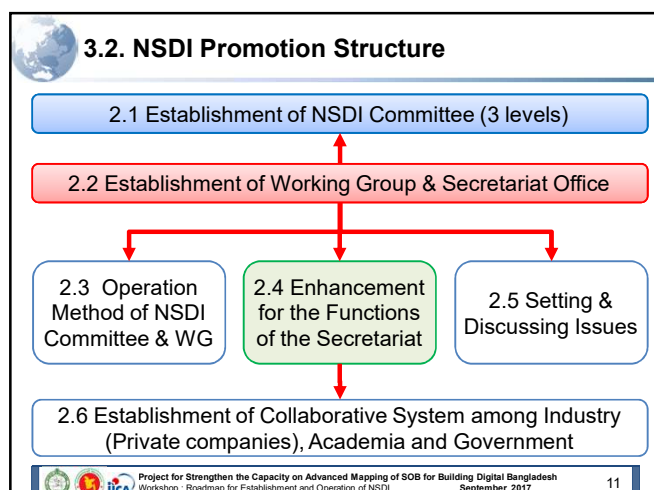 3.2. NSDI Promotion Structure
2.1 Establishment of NSDI Committee (3 levels)
2.2 Establishment of Working Group & Secretariat Office
2.3 Operation
Method of NSDI
Committee & WG
2.4 Enhancement
for the Functions
of the Secretariat
2.5 Setting &
Discussing Issues
2.6 Establishment of Collaborative System among Industry
(Private companies), Academia and Government
jica
Project for Strengthen the Capacity on Advanced Mapping of SOB for Building Digital Bangladesh
Workshop : Roadmap for Establishment and Operation of NSDI September, 2017
11